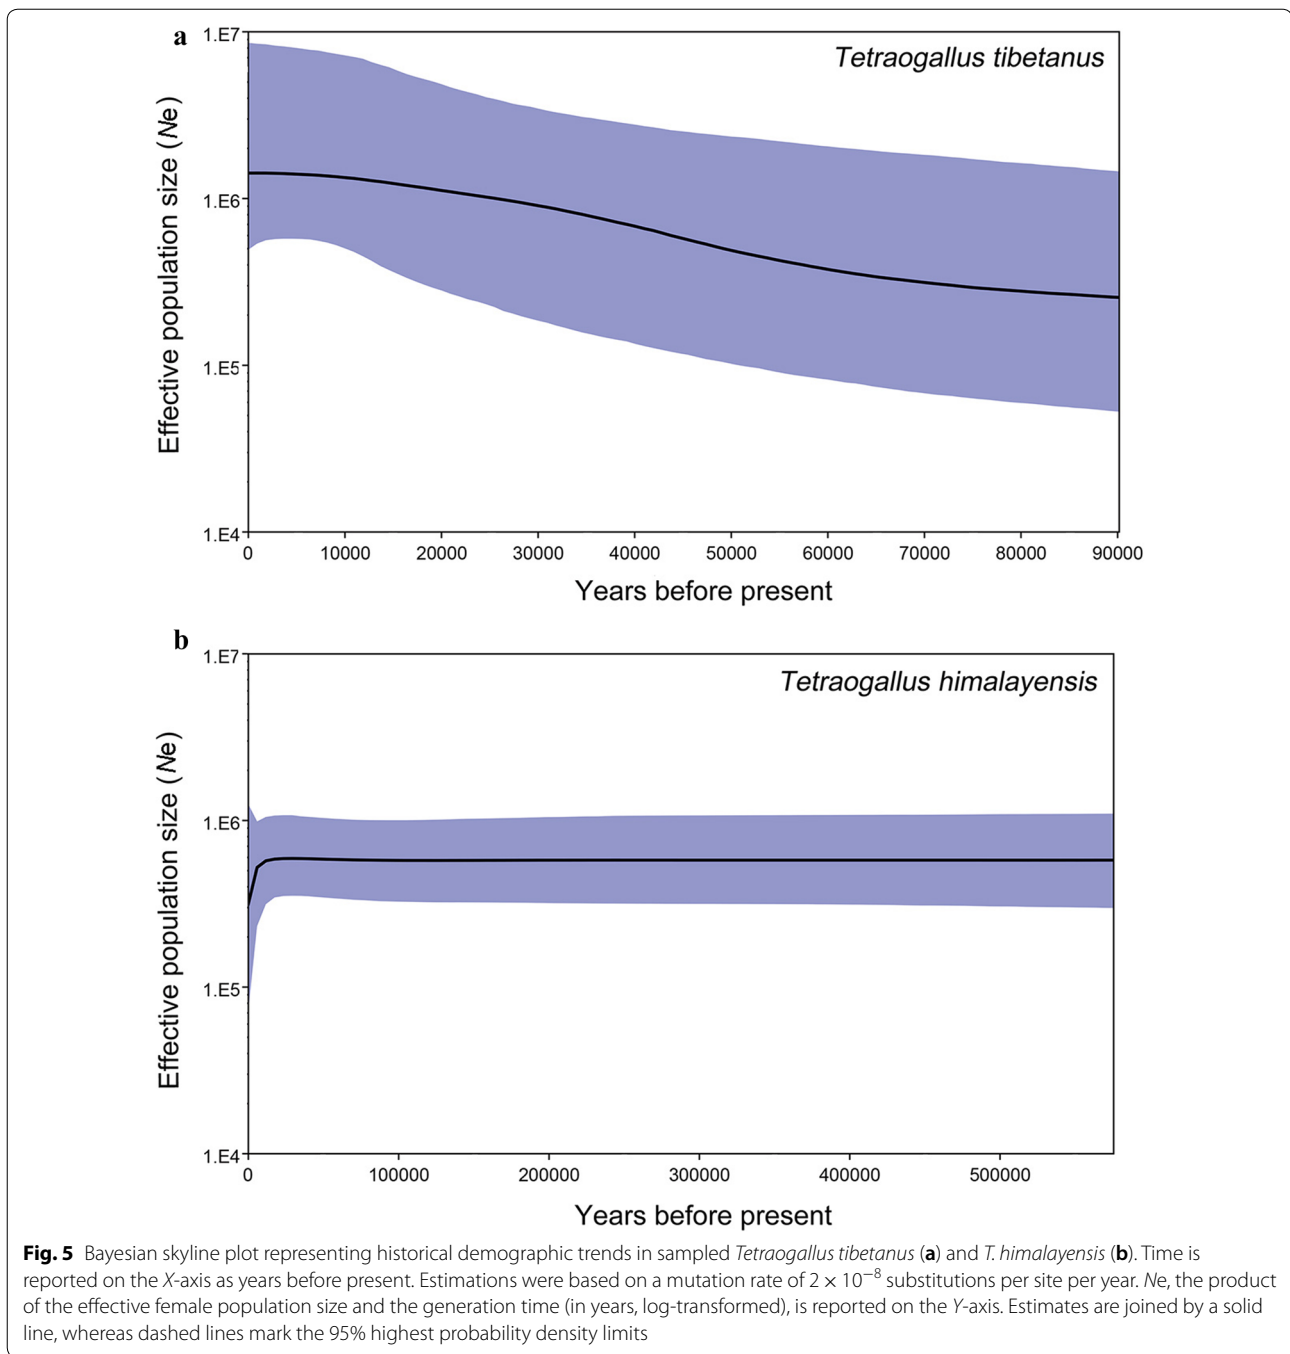 a
1.E7
Tetraogallus tibetanus
Effective population size (Ne)
1.E6
1.E5
1.E4
0 10000 20000 30000 40000 50000 60000 70000 80000 90000
Years before present
b
1.E7
Tetraogallus himalayensis
Effective population size (Ne)
1.E6
1.E5
1.E4
0 100000 200000 300000 400000 500000
Years before present
Fig. 5 Bayesian skyline plot representing historical demographic trends in sampled Tetraogallus tibetanus (a) and T. himalayensis (b). Time is
reported on the X-axis as years before present. Estimations were based on a mutation rate of 2 × 10⁻⁸ substitutions per site per year. Ne, the product
of the effective female population size and the generation time (in years, log-transformed), is reported on the Y-axis. Estimates are joined by a solid
line, whereas dashed lines mark the 95% highest probability density limits